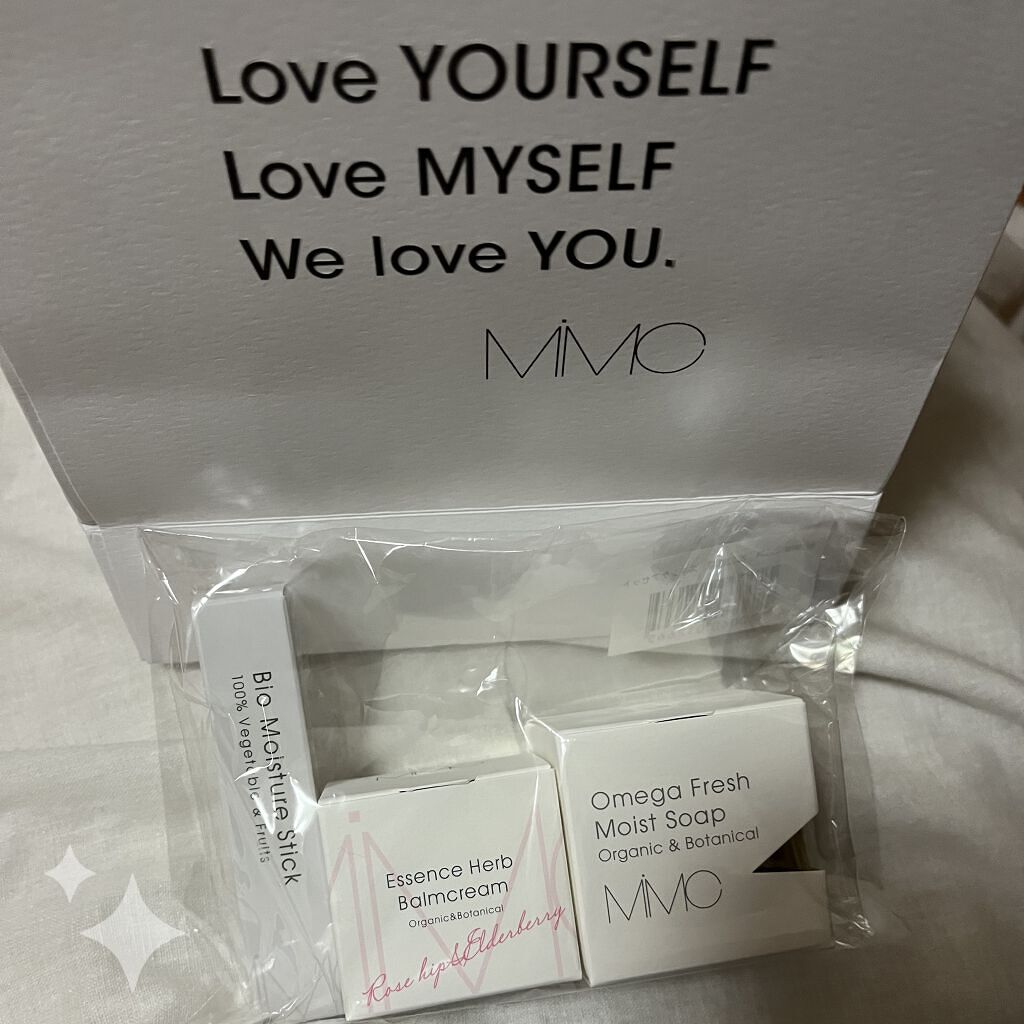 Love YOURSELF
Love MYSELF
We love YOU.
MiMC
Bio Moisture Stick
100% Vegetable & Fruits
Essence Herb
Balmcream
Organic&Botanical
Rose hip&Elderberry
Omega Fresh
Moist Soap
Organic & Botanical
MiMC